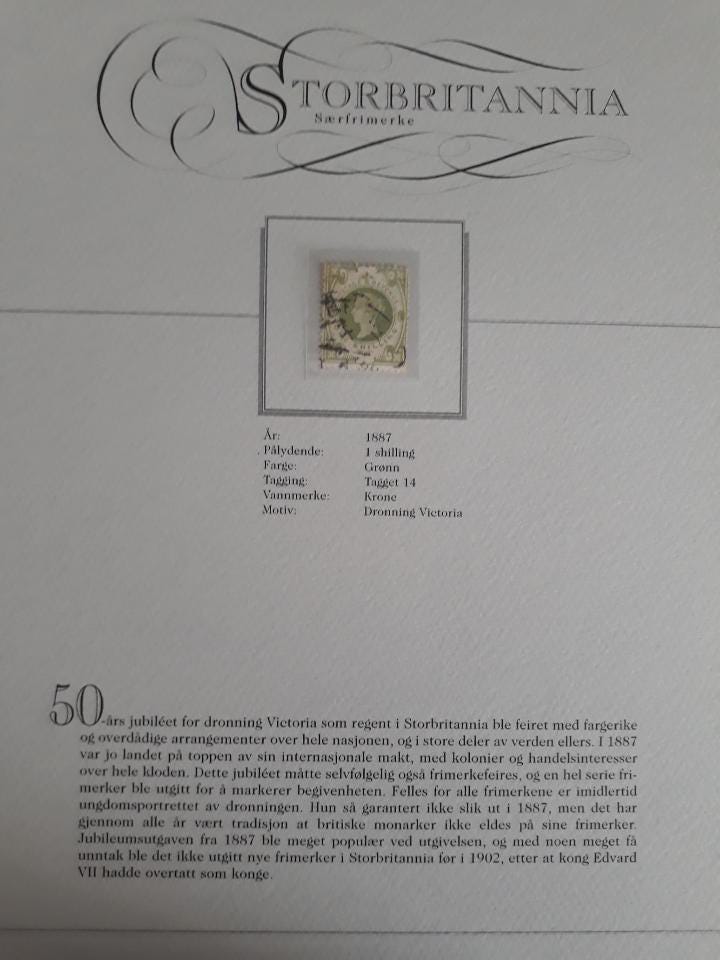 STORBRITANNIA
Særfrimerke
SHILLING
År: 1887
Pålydende: 1 shilling
Farge: Grønn
Tagging: Tagget 14
Vannmerke: Krone
Motiv: Dronning Victoria
50-års jubiléet for dronning Victoria som regent i Storbritannia ble feiret med fargerike
og overdådige arrangementer over hele nasjonen, og i store deler av verden ellers. I 1887
var jo landet på toppen av sin internasjonale makt, med kolonier og handelsinteresser
over hele kloden. Dette jubiléet måtte selvfølgelig også frimerkefeires, og en hel serie fri-
merker ble utgitt for å markere begivenheten. Felles for alle frimerkene er imidlertid
ungdomsportrettet av dronningen. Hun så garantert ikke slik ut i 1887, men det har
gjennom alle år vært tradisjon at britiske monarker ikke eldes på sine frimerker.
Jubileumsutgaven fra 1887 ble meget populær ved utgivelsen, og med noen meget få
unntak ble det ikke utgitt nye frimerker i Storbritannia før i 1902, etter at kong Edvard
VII hadde overtatt som konge.